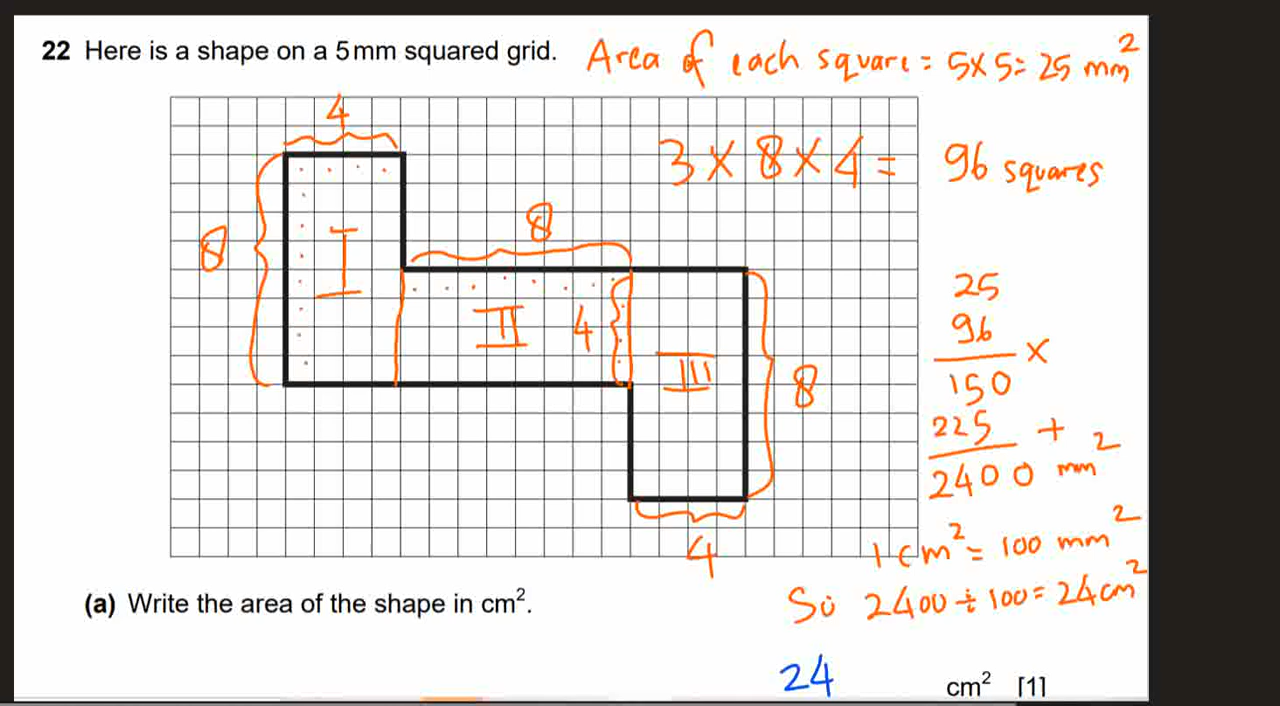 22 Here is a shape on a 5 mm squared grid.
Area of each square = 5×5= 25 mm²
4
3 × 8 × 4 = 96 squares
8
8
I
II
4
III
8
25
96
×
150
225 +
2400 mm²
4
1 cm² = 100 mm²
So 2400 ÷ 100 = 24 cm²
(a) Write the area of the shape in cm².
24 cm² [1]